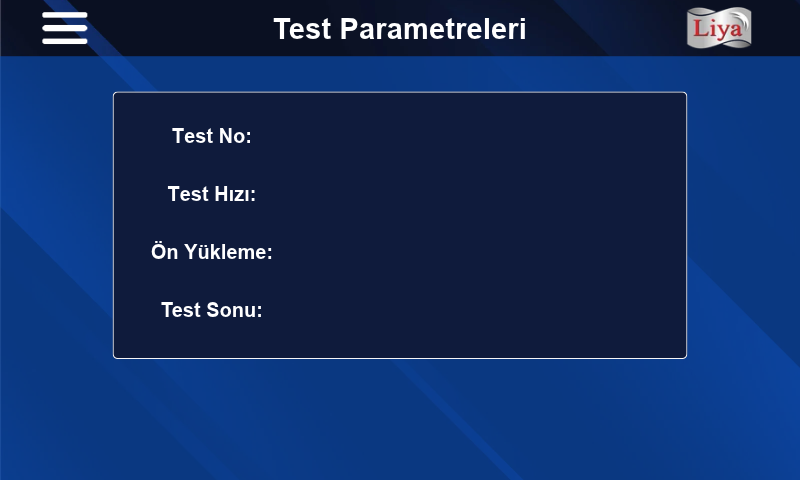 Test Parametreleri
Liya
Test No:
Test Hızı:
Ön Yükleme:
Test Sonu: